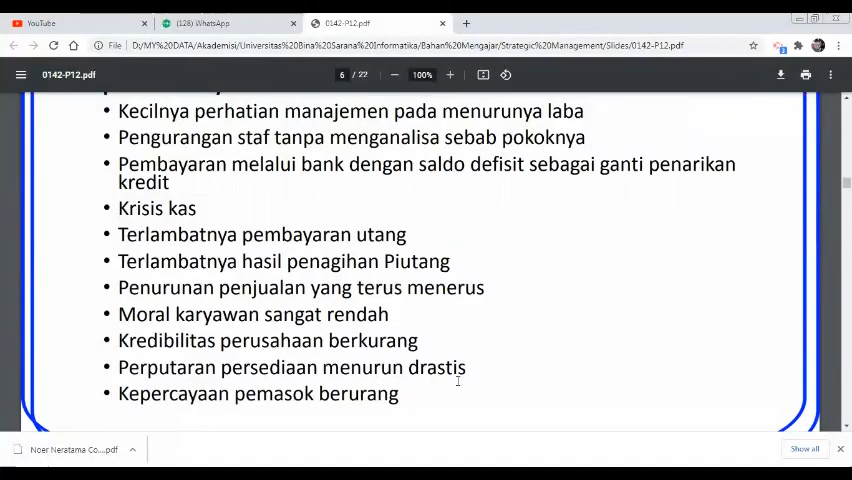 YouTube
(128) WhatsApp
0142-P12.pdf
File
D:/MY%20DATA/Akademisi/Universitas%20Bina%20Sarana%20Informatika/Bahan%20Mengajar/Strategic%20Management/Slides/0142-P12.pdf
0142-P12.pdf
6 / 22
100%
• Kecilnya perhatian manajemen pada menurunya laba
• Pengurangan staf tanpa menganalisa sebab pokoknya
• Pembayaran melalui bank dengan saldo defisit sebagai ganti penarikan
kredit
• Krisis kas
• Terlambatnya pembayaran utang
• Terlambatnya hasil penagihan Piutang
• Penurunan penjualan yang terus menerus
• Moral karyawan sangat rendah
• Kredibilitas perusahaan berkurang
• Perputaran persediaan menurun drastis
• Kepercayaan pemasok berurang
Noer Neratama Co....pdf
Show all